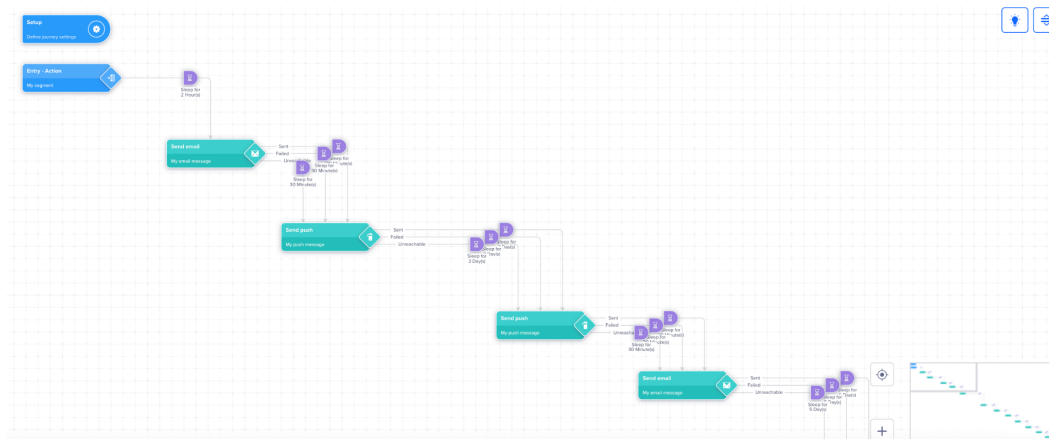 Setup
Define journey settings
Entry - Action
My segment
Sleep for
2 Hour(s)
Send email
My email message
Sent
Failed
Sleep for
30 Minute(s)
Send push
My push message
Sent
Failed
Unreachable
Sleep for
3 Day(s)
Send push
My push message
Sent
Failed
Sleep for
30 Minute(s)
Send email
My email message
Sent
Failed
Unreachable
Sleep for
5 Day(s)